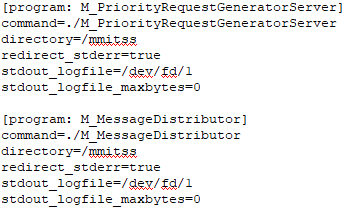 [program: M_PriorityRequestGeneratorServer]
command=./M_PriorityRequestGeneratorServer
directory=/mmitss
redirect_stderr=true
stdout_logfile=/dev/fd/1
stdout_logfile_maxbytes=0
[program: M_MessageDistributor]
command=./M_MessageDistributor
directory=/mmitss
redirect_stderr=true
stdout_logfile=/dev/fd/1
stdout_logfile_maxbytes=0